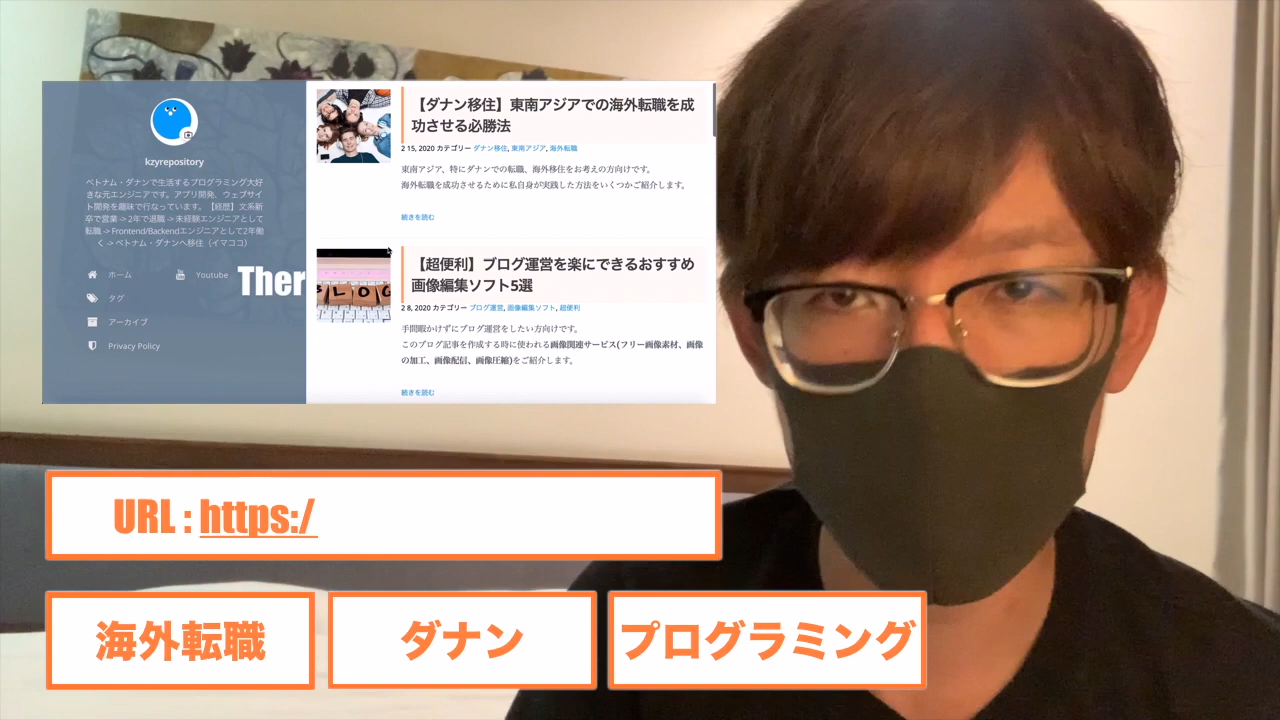 kzyrepository
ベトナム・ダナンで生活するプログラミング大好
きな元エンジニアです。アプリ開発、ウェブサイ
ト開発を趣味で行なっています。【経歴】文系新
卒で営業 -> 2年で退職 -> 未経験エンジニアとして
転職 -> Frontend/Backendエンジニアとして2年働
く -> ベトナム・ダナンへ移住（イマココ）
ホーム
Youtube
タグ
アーカイブ
Privacy Policy
Ther
【ダナン移住】東南アジアでの海外転職を成
功させる必勝法
2 15, 2020 カテゴリー ダナン移住, 東南アジア, 海外転職
東南アジア、特にダナンでの転職、海外移住をお考えの方向けです。
海外転職を成功させるために私自身が実践した方法をいくつかご紹介します。
続きを読む
BLOG
【超便利】ブログ運営を楽にできるおすすめ
画像編集ソフト5選
2 8, 2020 カテゴリー ブログ運営, 画像編集ソフト, 超便利
手間暇かけずにブログ運営をしたい方向けです。
このブログ記事を作成する時に使われる画像関連サービス(フリー画像素材、画像
の加工、画像配信、画像圧縮)をご紹介します。
続きを読む
URL : https:/
海外転職
ダナン
プログラミング